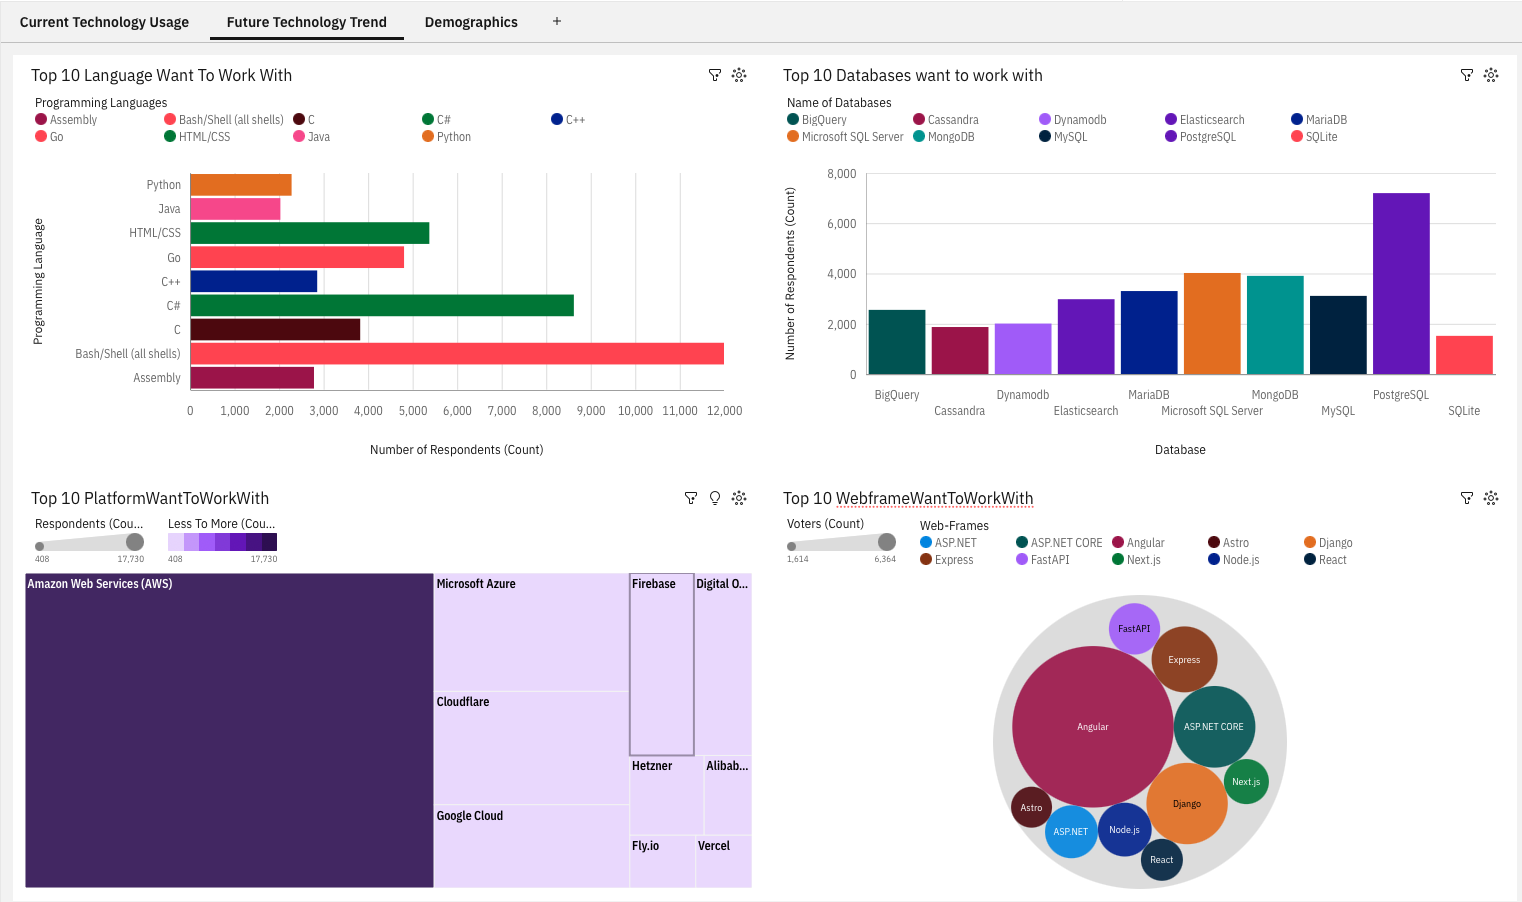 Current Technology Usage
Future Technology Trend
Demographics
+
Top 10 Language Want To Work With
Programming Languages
Assembly
Bash/Shell (all shells)
C
C#
C++
Go
HTML/CSS
Java
Python
Programming Language
Python
Java
HTML/CSS
Go
C++
C#
C
Bash/Shell (all shells)
Assembly
0 1,000 2,000 3,000 4,000 5,000 6,000 7,000 8,000 9,000 10,000 11,000 12,000
Number of Respondents (Count)
Top 10 Databases want to work with
Name of Databases
BigQuery
Cassandra
Dynamodb
Elasticsearch
MariaDB
Microsoft SQL Server
MongoDB
MySQL
PostgreSQL
SQLite
Number of Respondents (Count)
8,000
6,000
4,000
2,000
0
BigQuery
Cassandra
Dynamodb
Elasticsearch
MariaDB
Microsoft SQL Server
MongoDB
MySQL
PostgreSQL
SQLite
Database
Top 10 PlatformWantToWorkWith
Respondents (Cou...
408 17,730
Less To More (Cou...
408 17,730
Amazon Web Services (AWS)
Microsoft Azure
Cloudflare
Google Cloud
Firebase
Digital O...
Hetzner
Alibab...
Fly.io
Vercel
Top 10 WebframeWantToWorkWith
Voters (Count)
1,614 6,364
Web-Frames
ASP.NET
ASP.NET CORE
Angular
Astro
Django
Express
FastAPI
Next.js
Node.js
React
FastAPI
Express
Angular
ASP.NET CORE
Next.js
Django
Astro
ASP.NET
Node.js
React